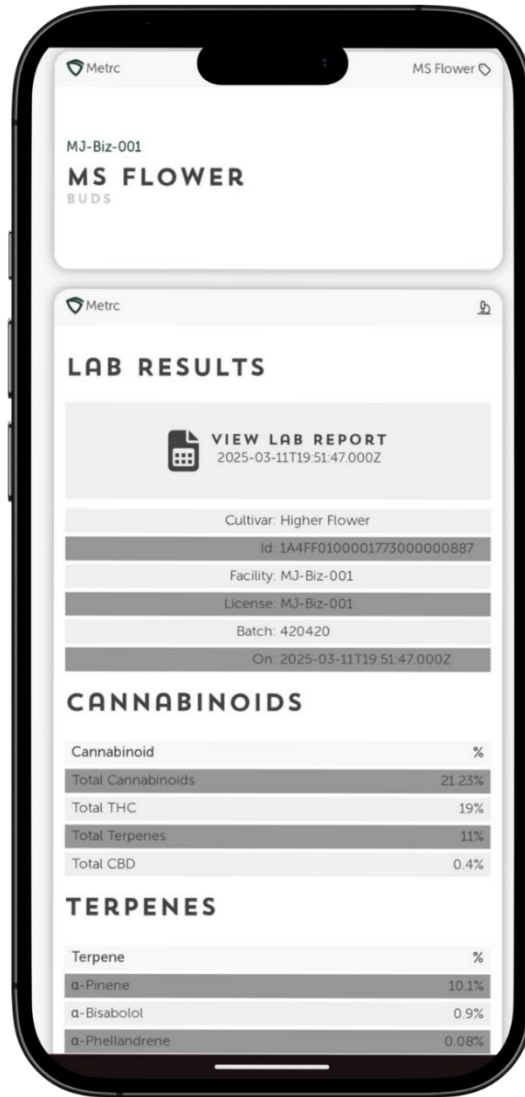 Metrc
MS Flower
MJ-Biz-001
MS FLOWER
BUDS
Metrc
LAB RESULTS
VIEW LAB REPORT
2025-03-11T19:51:47.000Z
Cultivar: Higher Flower
Id: 1A4FF0100001773000000887
Facility: MJ-Biz-001
License: MJ-Biz-001
Batch: 420420
On: 2025-03-11T19:51:47.000Z
CANNABINOIDS
Cannabinoid %
Total Cannabinoids 21.23%
Total THC 19%
Total Terpenes 11%
Total CBD 0.4%
TERPENES
Terpene %
α-Pinene 10.1%
α-Bisabolol 0.9%
α-Phellandrene 0.08%